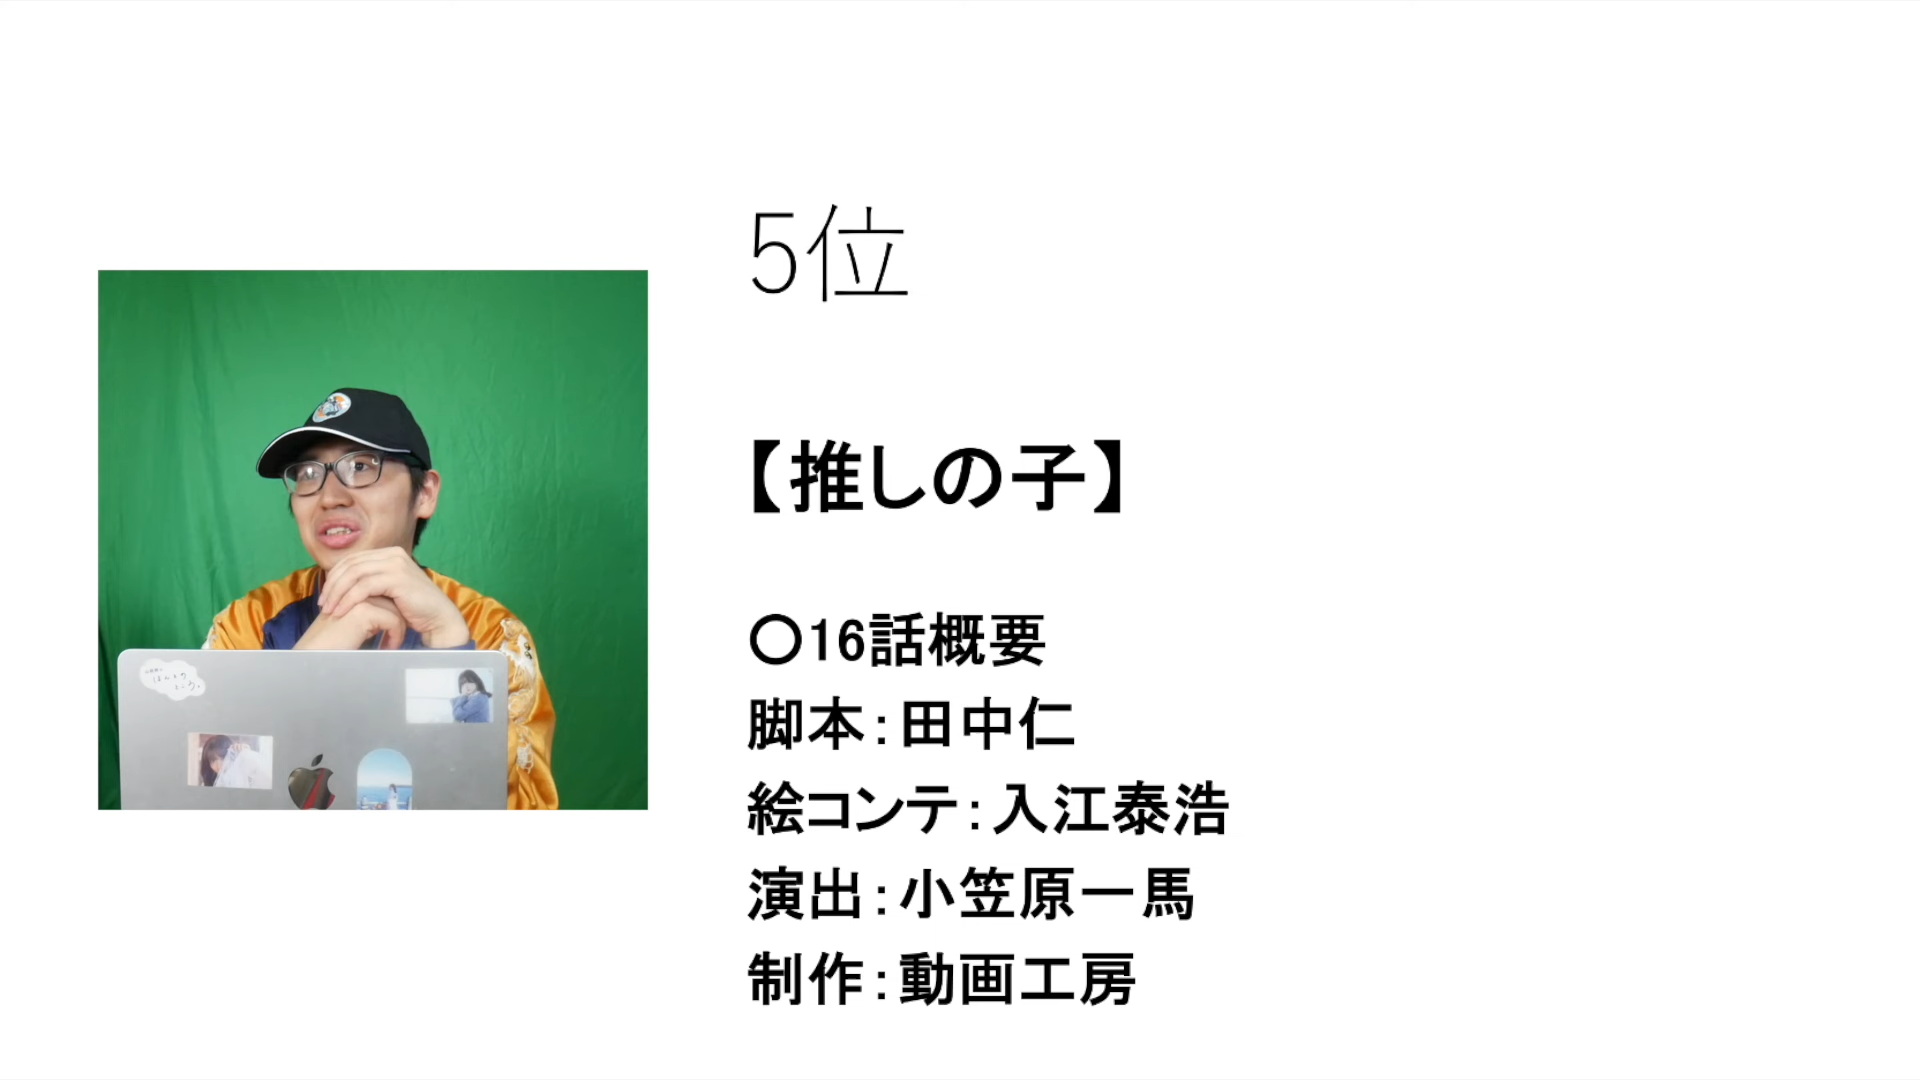 5位
【推しの子】
〇16話概要
脚本：田中仁
絵コンテ：入江泰浩
演出：小笠原一馬
制作：動画工房